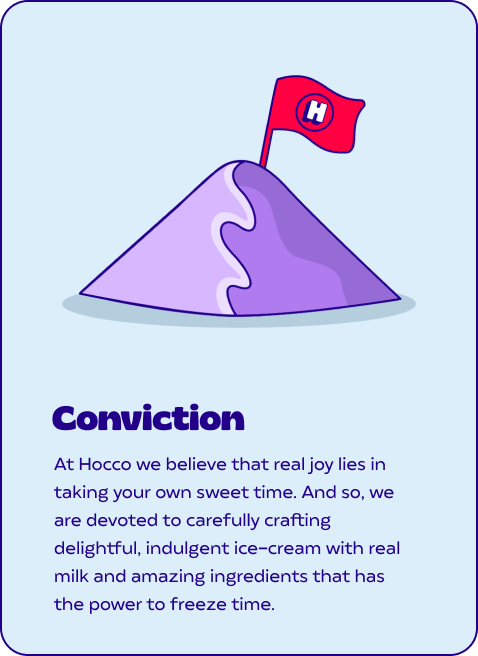 H
Conviction
At Hocco we believe that real joy lies in
taking your own sweet time. And so, we
are devoted to carefully crafting
delightful, indulgent ice-cream with real
milk and amazing ingredients that has
the power to freeze time.